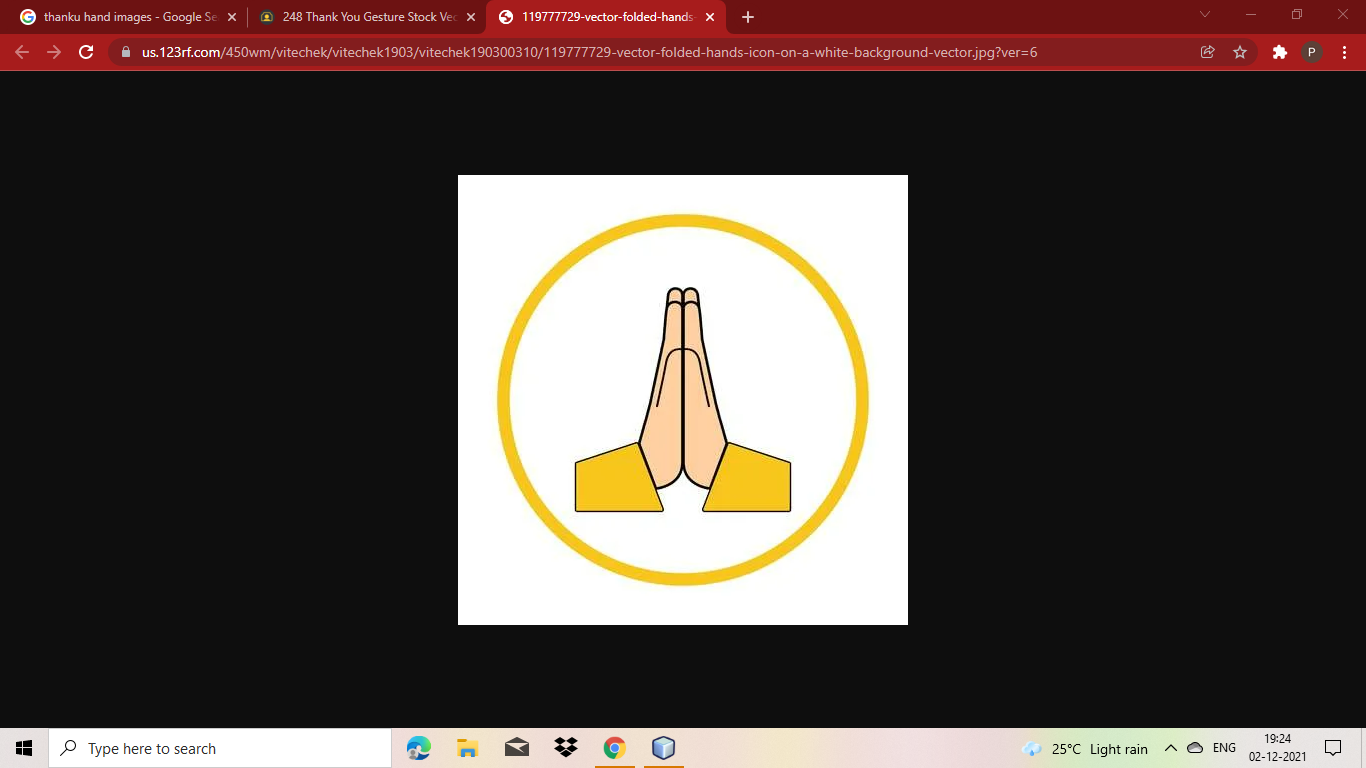 thanku hand images - Google Se
248 Thank You Gesture Stock Vec
119777729-vector-folded-hands-
us.123rf.com/450wm/vitechek/vitechek1903/vitechek190300310/119777729-vector-folded-hands-icon-on-a-white-background-vector.jpg?ver=6
P
Type here to search
25°C Light rain
ENG
19:24
02-12-2021